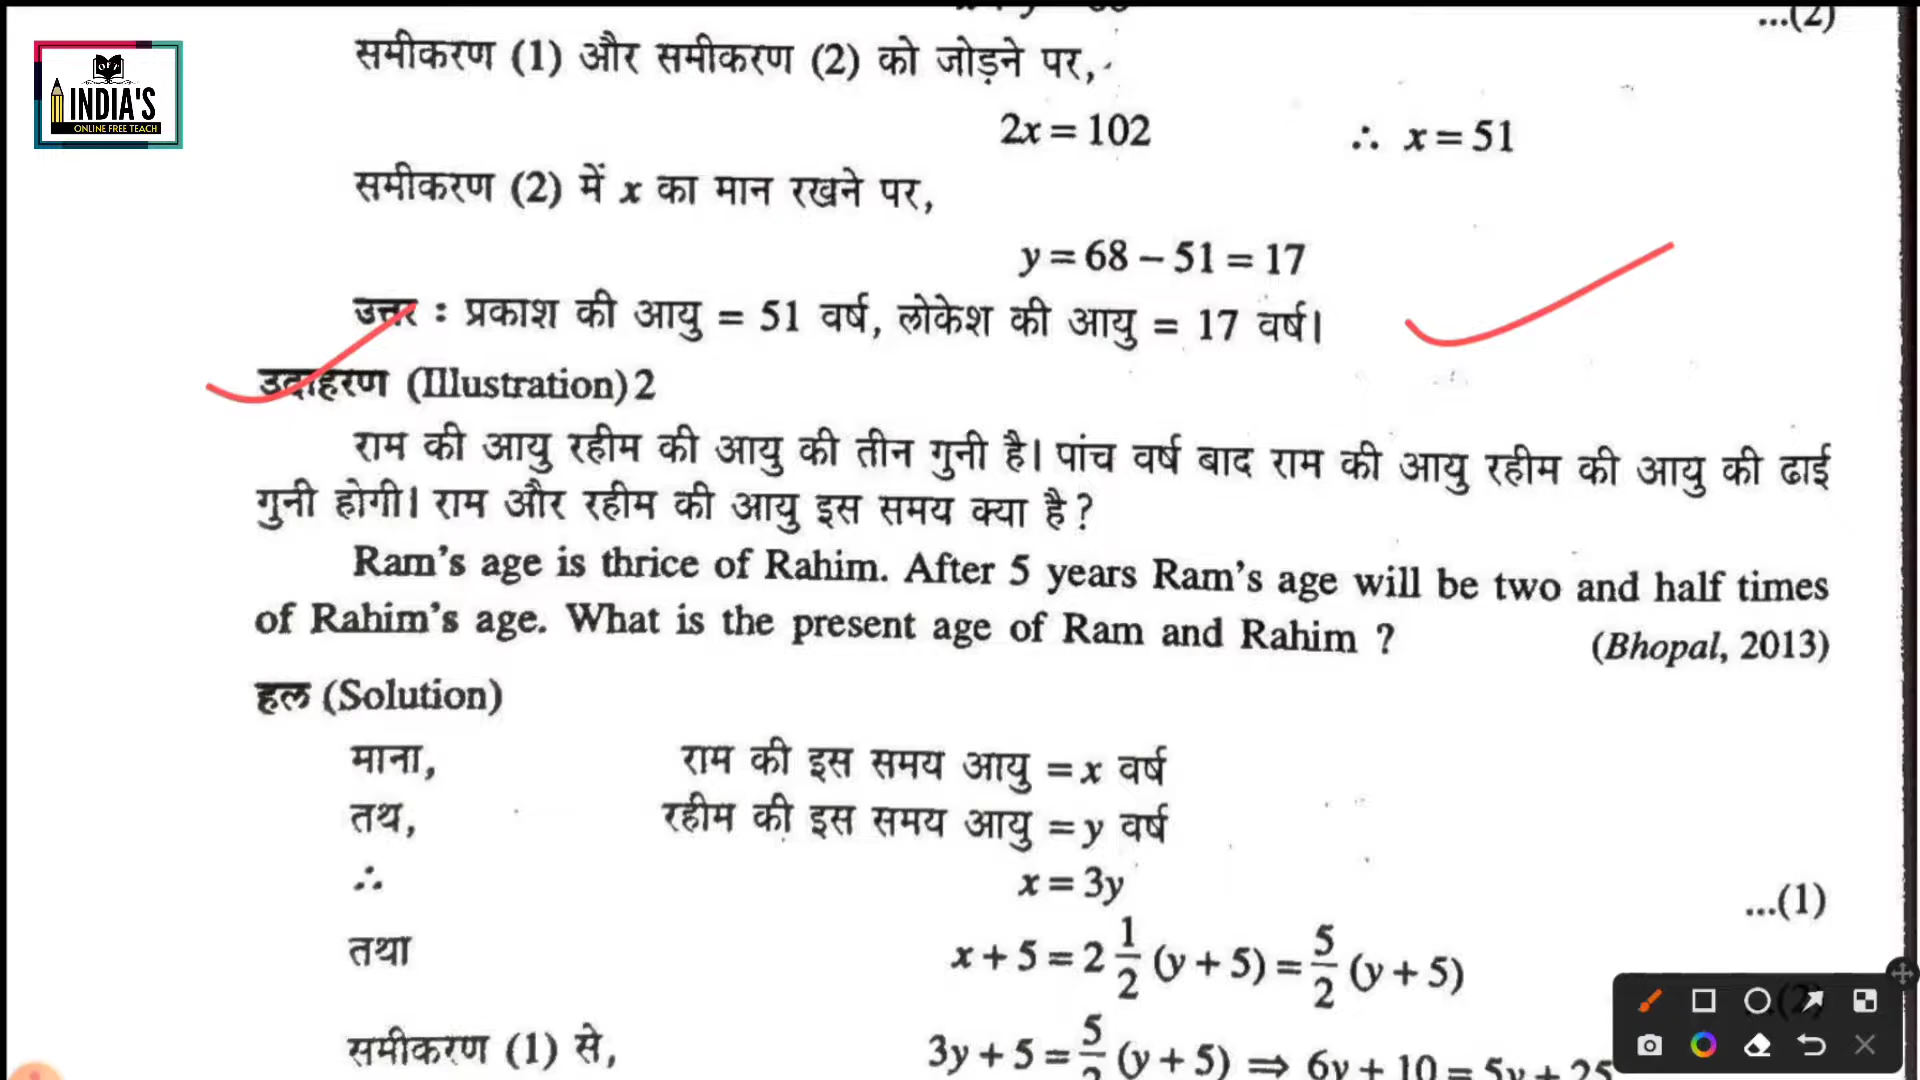 ...(2)
समीकरण (1) और समीकरण (2) को जोड़ने पर,
INDIA'S
ONLINE FREE TEACH
2x = 102 ∴ x = 51
समीकरण (2) में x का मान रखने पर,
y = 68 – 51 = 17
उत्तर : प्रकाश की आयु = 51 वर्ष, लोकेश की आयु = 17 वर्ष।
उदाहरण (Illustration) 2
राम की आयु रहीम की आयु की तीन गुनी है। पांच वर्ष बाद राम की आयु रहीम की आयु की ढाई
गुनी होगी। राम और रहीम की आयु इस समय क्या है ?
Ram's age is thrice of Rahim. After 5 years Ram's age will be two and half times
of Rahim's age. What is the present age of Ram and Rahim ? (Bhopal, 2013)
हल (Solution)
माना, राम की इस समय आयु = x वर्ष
तथ, रहीम की इस समय आयु = y वर्ष
∴ x = 3y ...(1)
तथा x + 5 = 2 1/2 (y + 5) = 5/2 (y + 5)
...(2)
समीकरण (1) से, 3y + 5 = 5/2 (y + 5) ⇒ 6y + 10 = 5y + 25